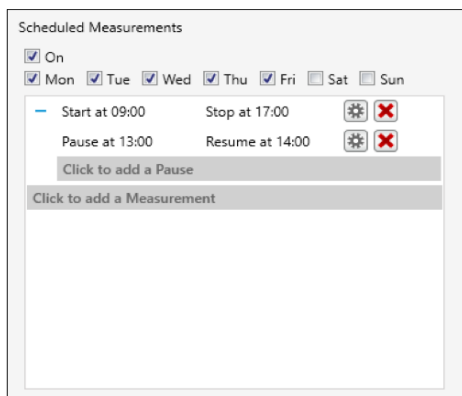 Scheduled Measurements
On
Mon Tue Wed Thu Fri Sat Sun
Start at 09:00 Stop at 17:00
Pause at 13:00 Resume at 14:00
Click to add a Pause
Click to add a Measurement